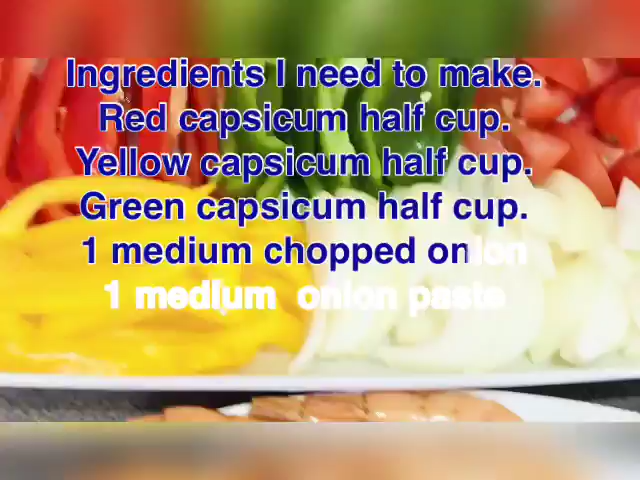 Ingredients I need to make.
Red capsicum half cup.
Yellow capsicum half cup.
Green capsicum half cup.
1 medium chopped onion
1 medium onion paste